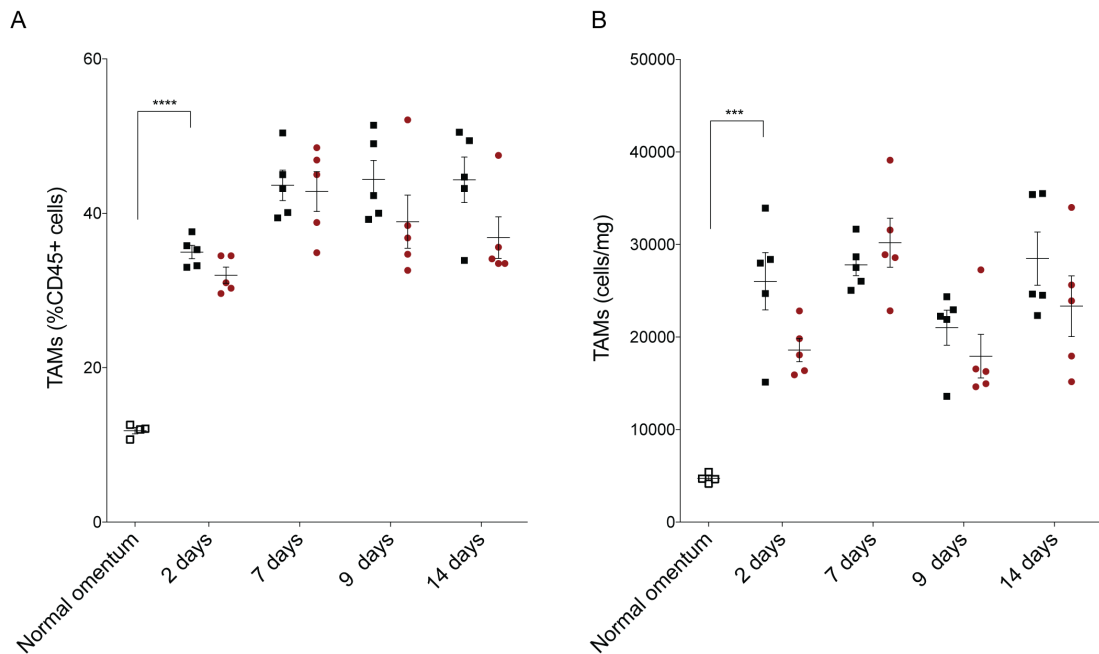 A
TAMs (%CD45+ cells)
60
40
20
0
****
Normal omentum
2 days
7 days
9 days
14 days
B
TAMs (cells/mg)
50000
40000
30000
20000
10000
0
***
Normal omentum
2 days
7 days
9 days
14 days